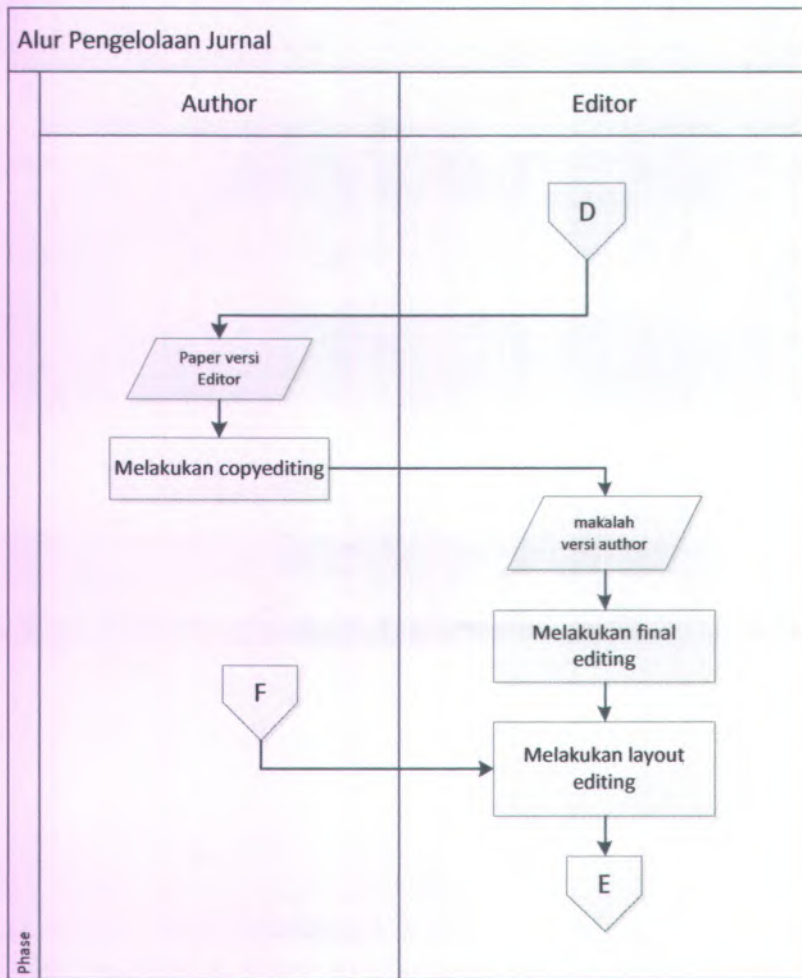 Alur Pengelolaan Jurnal
Author
Editor
D
Paper versi
Editor
Melakukan copyediting
makalah
versi author
Melakukan final
editing
F
Melakukan layout
editing
E
Phase